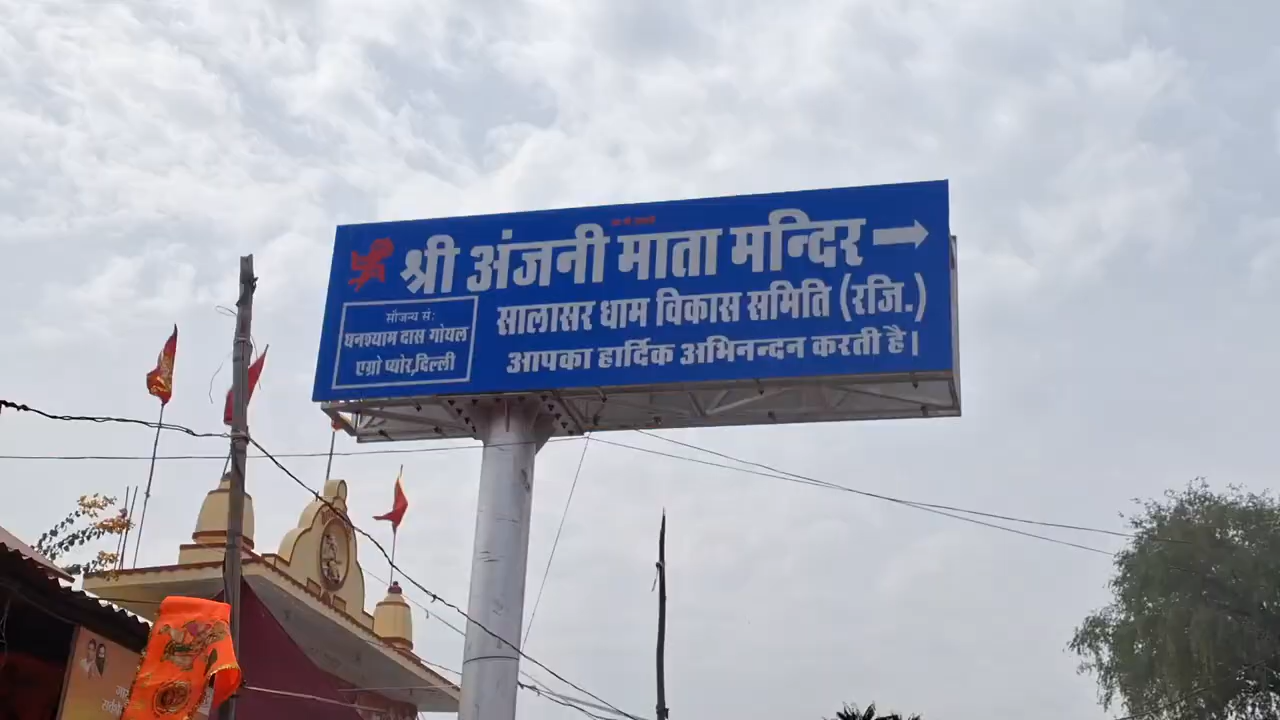 श्री अंजनी माता मन्दिर
सौजन्य सं:
घनश्याम दास गोयल
एग्रो प्योर,दिल्ली
सालासर धाम विकास समिति (रजि.)
आपका हार्दिक अभिनन्दन करती है।